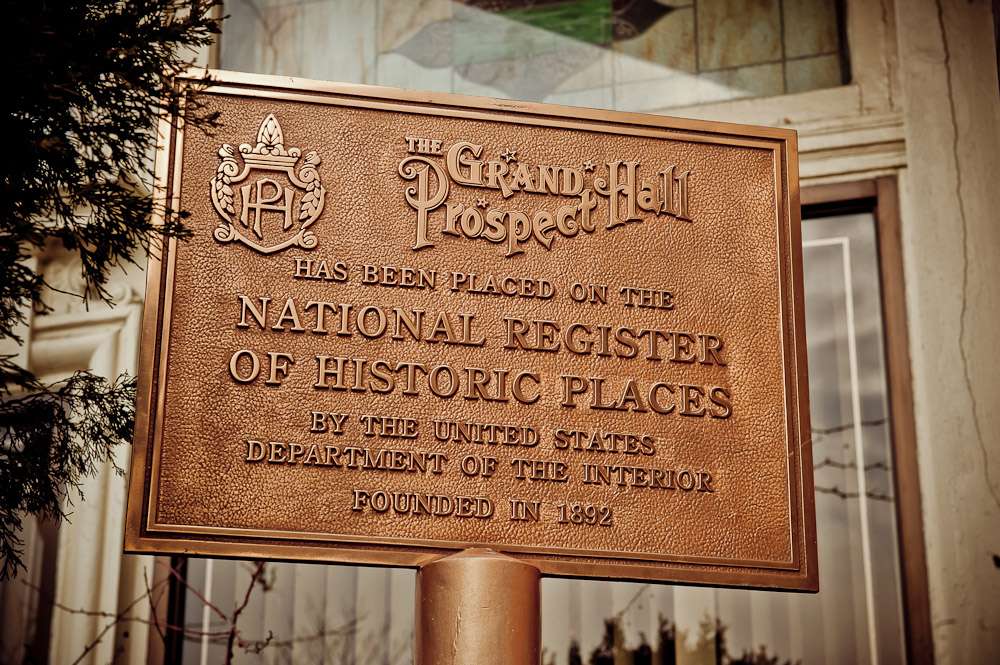 PH
THE GRAND
Prospect Hall
HAS BEEN PLACED ON THE
NATIONAL REGISTER
OF HISTORIC PLACES
BY THE UNITED STATES
DEPARTMENT OF THE INTERIOR
FOUNDED IN 1892